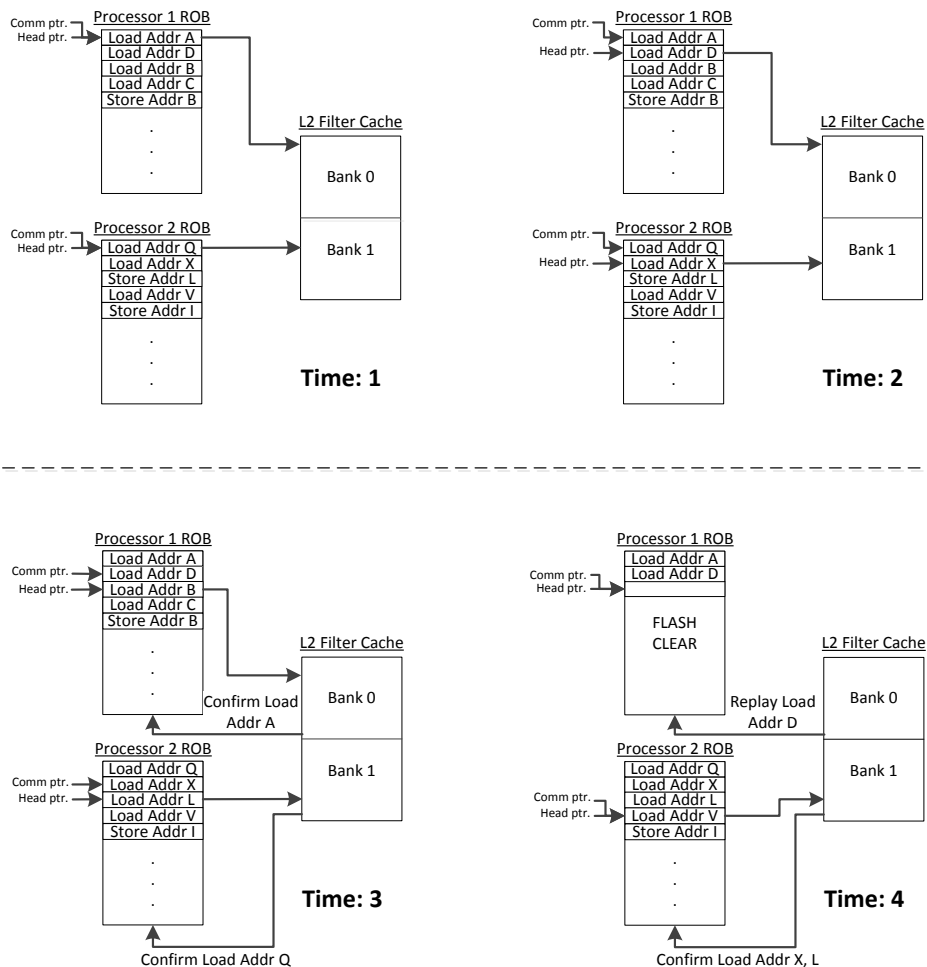 Processor 1 ROB
Comm ptr.
Head ptr.
Load Addr A
Load Addr D
Load Addr B
Load Addr C
Store Addr B
.
.
.
L2 Filter Cache
Bank 0
Bank 1
Processor 2 ROB
Comm ptr.
Head ptr.
Load Addr Q
Load Addr X
Store Addr L
Load Addr V
Store Addr I
.
.
.
Time: 1
Processor 1 ROB
Comm ptr.
Head ptr.
Load Addr A
Load Addr D
Load Addr B
Load Addr C
Store Addr B
.
.
.
L2 Filter Cache
Bank 0
Bank 1
Processor 2 ROB
Comm ptr.
Head ptr.
Load Addr Q
Load Addr X
Store Addr L
Load Addr V
Store Addr I
.
.
.
Time: 2
Processor 1 ROB
Comm ptr.
Head ptr.
Load Addr A
Load Addr D
Load Addr B
Load Addr C
Store Addr B
.
.
.
L2 Filter Cache
Bank 0
Bank 1
Confirm Load
Addr A
Processor 2 ROB
Comm ptr.
Head ptr.
Load Addr Q
Load Addr X
Load Addr L
Load Addr V
Store Addr I
.
.
.
Time: 3
Confirm Load Addr Q
Processor 1 ROB
Comm ptr.
Head ptr.
Load Addr A
Load Addr D
FLASH
CLEAR
L2 Filter Cache
Bank 0
Bank 1
Replay Load
Addr D
Processor 2 ROB
Comm ptr.
Head ptr.
Load Addr Q
Load Addr X
Load Addr L
Load Addr V
Store Addr I
.
.
.
Time: 4
Confirm Load Addr X, L